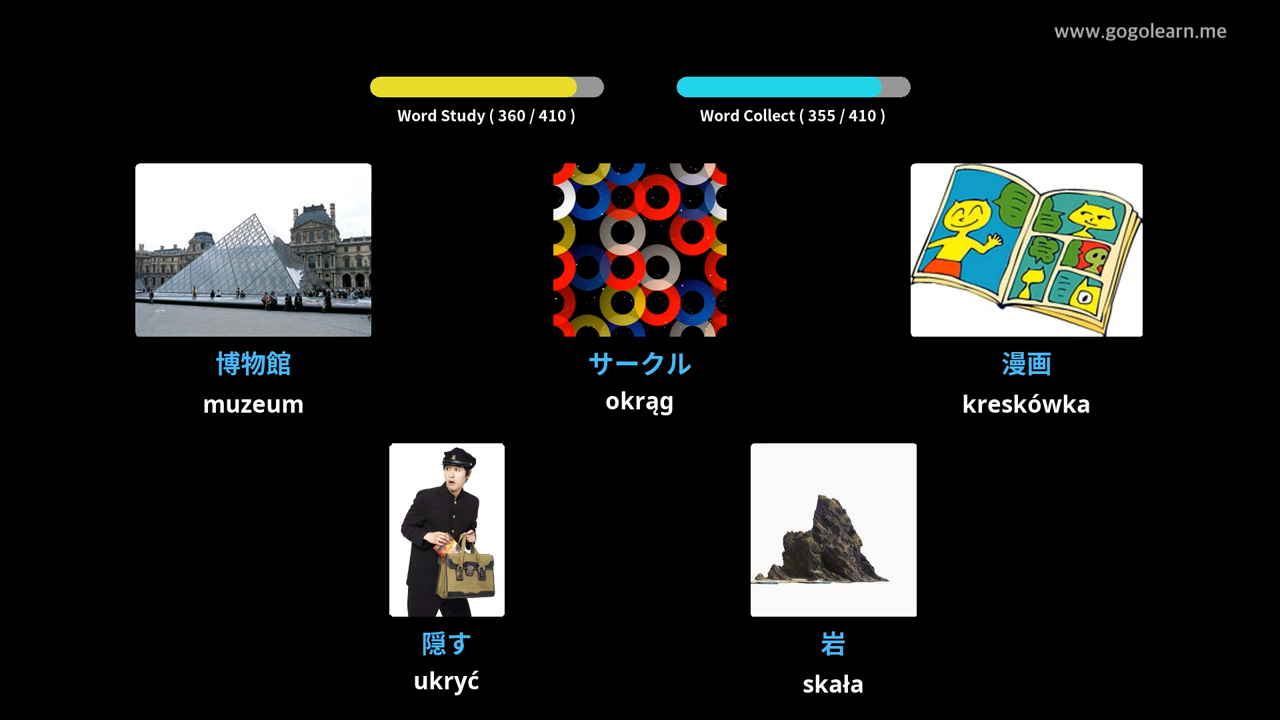 www.gogolearn.me
Word Study ( 360 / 410 )
Word Collect ( 355 / 410 )
博物館
サークル
漫画
muzeum
okrąg
kreskówka
隠す
岩
ukryć
skała